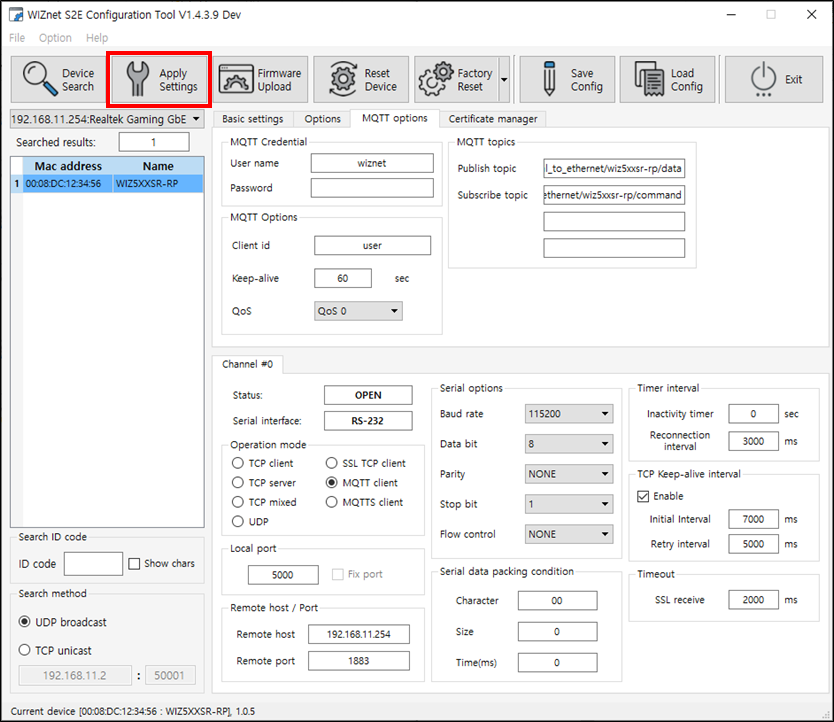 WIZnet S2E Configuration Tool V1.4.3.9 Dev
File Option Help
Device Search
Apply Settings
Firmware Upload
Reset Device
Factory Reset
Save Config
Load Config
Exit
192.168.11.254:Realtek Gaming GbE
Searched results: 1
Mac address Name
1 00:08:DC:12:34:56 WIZ5XXSR-RP
Search ID code
ID code Show chars
Search method
UDP broadcast
TCP unicast
192.168.11.2 : 50001
Basic settings Options MQTT options Certificate manager
MQTT Credential
User name wiznet
Password
MQTT Options
Client id user
Keep-alive 60 sec
QoS QoS 0
MQTT topics
Publish topic il_to_ethernet/wiz5xxsr-rp/data
Subscribe topic ethernet/wiz5xxsr-rp/command
Channel #0
Status: OPEN
Serial interface: RS-232
Operation mode
TCP client SSL TCP client
TCP server MQTT client
TCP mixed MQTTS client
UDP
Local port
5000 Fix port
Remote host / Port
Remote host 192.168.11.254
Remote port 1883
Serial options
Baud rate 115200
Data bit 8
Parity NONE
Stop bit 1
Flow control NONE
Serial data packing condition
Character 00
Size 0
Time(ms) 0
Timer interval
Inactivity timer 0 sec
Reconnection interval 3000 ms
TCP Keep-alive interval
Enable
Initial Interval 7000 ms
Retry interval 5000 ms
Timeout
SSL receive 2000 ms
Current device [00:08:DC:12:34:56 : WIZ5XXSR-RP], 1.0.5